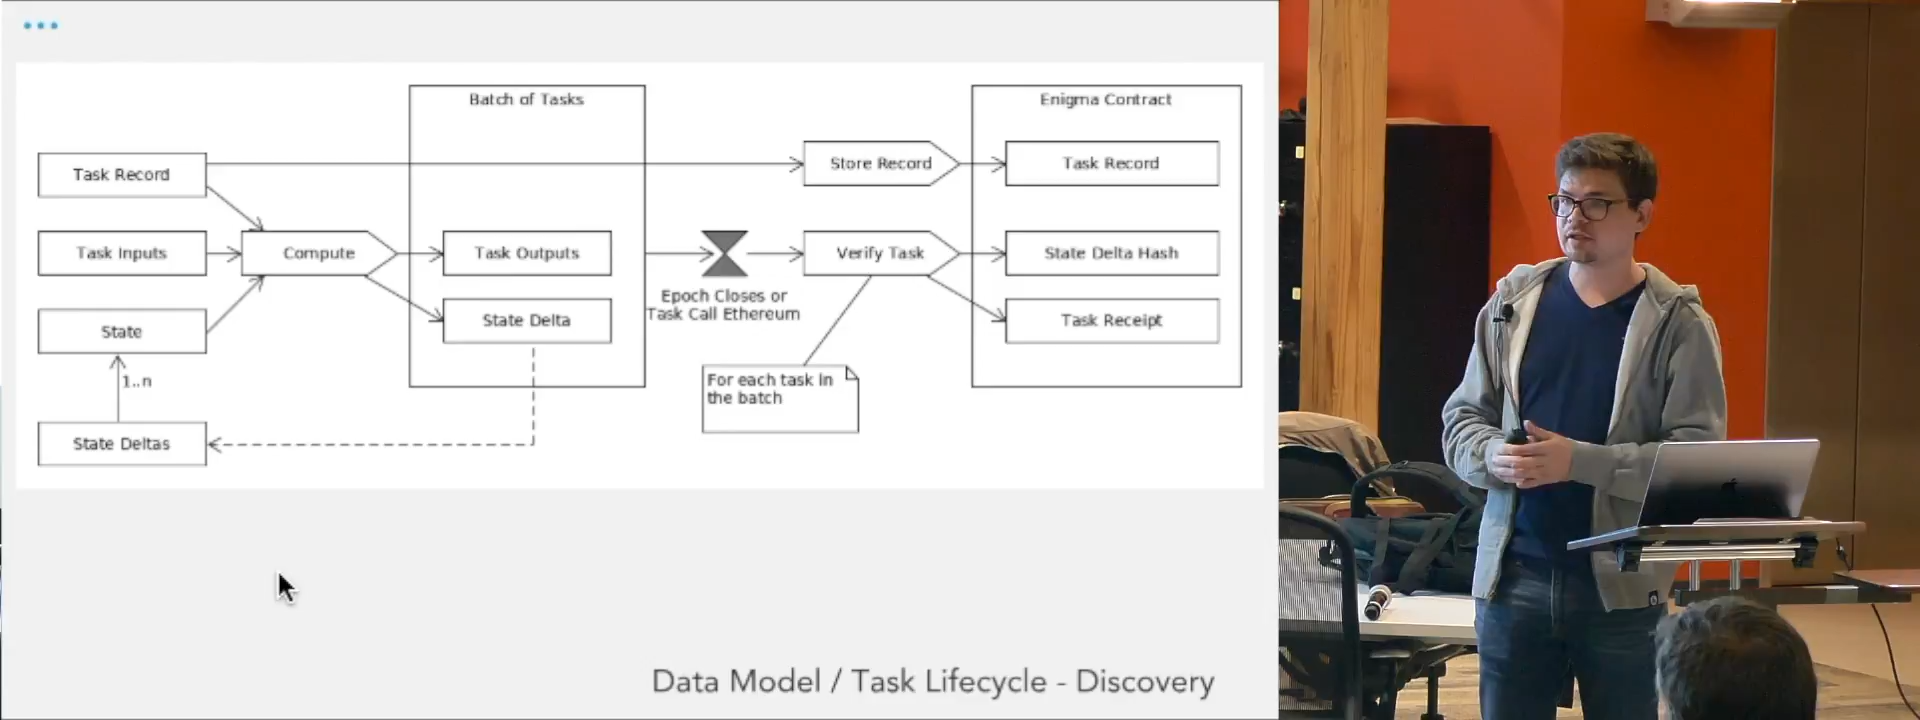 Batch of Tasks
Enigma Contract
Task Record
Store Record
Task Record
Task Inputs
Compute
Task Outputs
Verify Task
State Delta Hash
Epoch Closes or
Task Call Ethereum
State
State Delta
Task Receipt
1..n
For each task in
the batch
State Deltas
Data Model / Task Lifecycle - Discovery